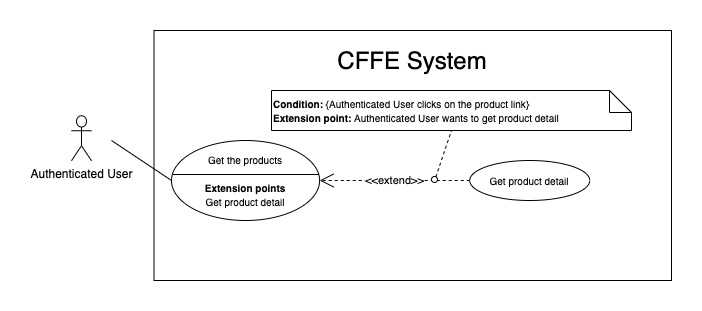 CFFE System
Condition: {Authenticated User clicks on the product link}
Extension point: Authenticated User wants to get product detail
Authenticated User
Get the products
Extension points
Get product detail
<<extend>>
Get product detail